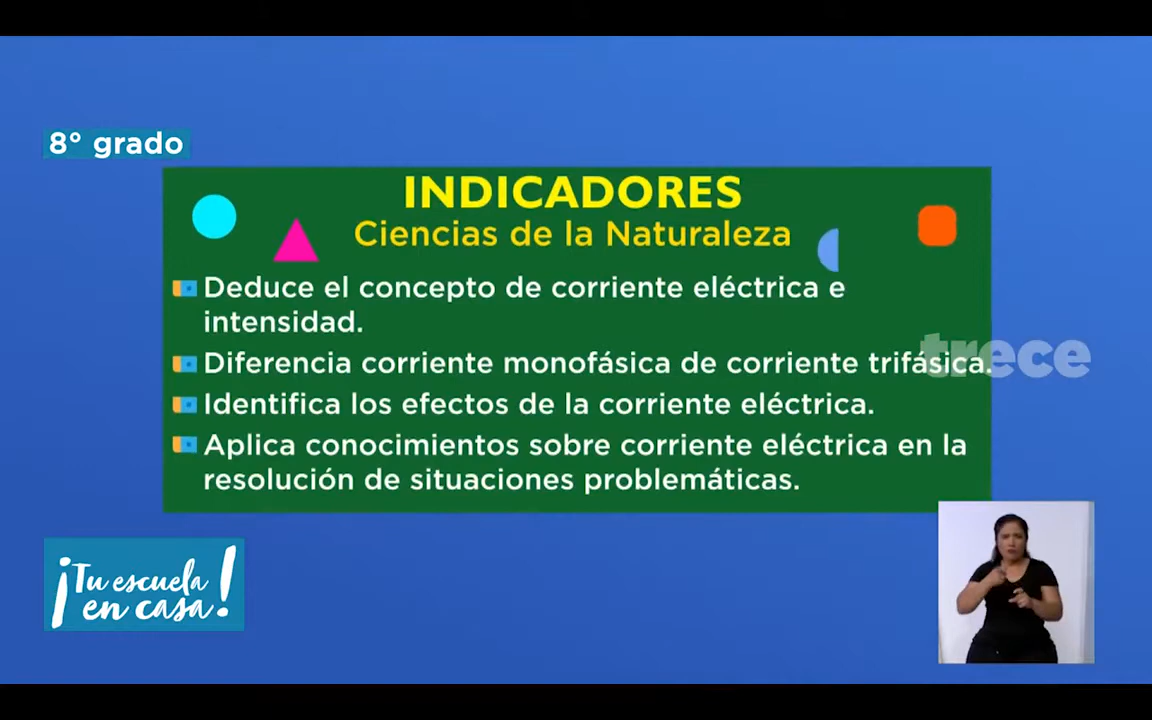 8° grado
INDICADORES
Ciencias de la Naturaleza
Deduce el concepto de corriente eléctrica e
intensidad.
Diferencia corriente monofásica de corriente trifásica.
trece
Identifica los efectos de la corriente eléctrica.
Aplica conocimientos sobre corriente eléctrica en la
resolución de situaciones problemáticas.
¡Tu escuela
en casa!